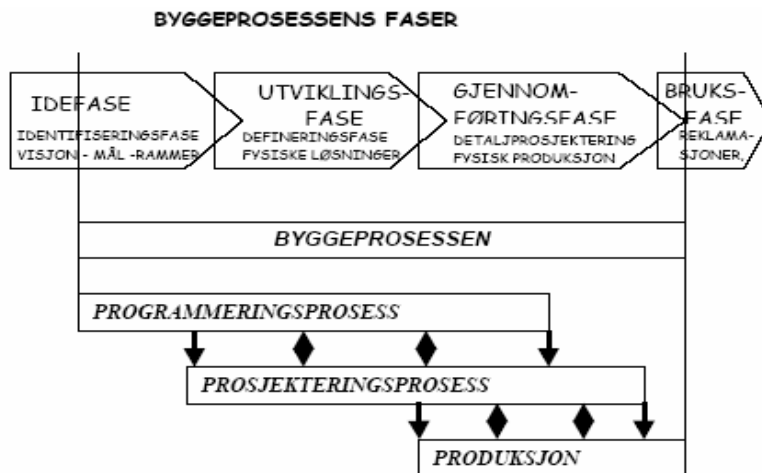 BYGGEPROSESSENS FASER
IDEFASE
IDENTIFISERINGSFASE
VISJON - MÅL -RAMMER
UTVIKLINGS-
FASE
DEFINERINGSFASE
FYSISKE LØSNINGER
GJENNOM-
FØRINGSFASE
DETALJPROSJEKTERING
FYSISK PRODUKSJON
BRUKS-
FASE
REKLAMA-
SJONER,
BYGGEPROSESSEN
PROGRAMMERINGSPROSESS
PROSJEKTERINGSPROSESS
PRODUKSJON